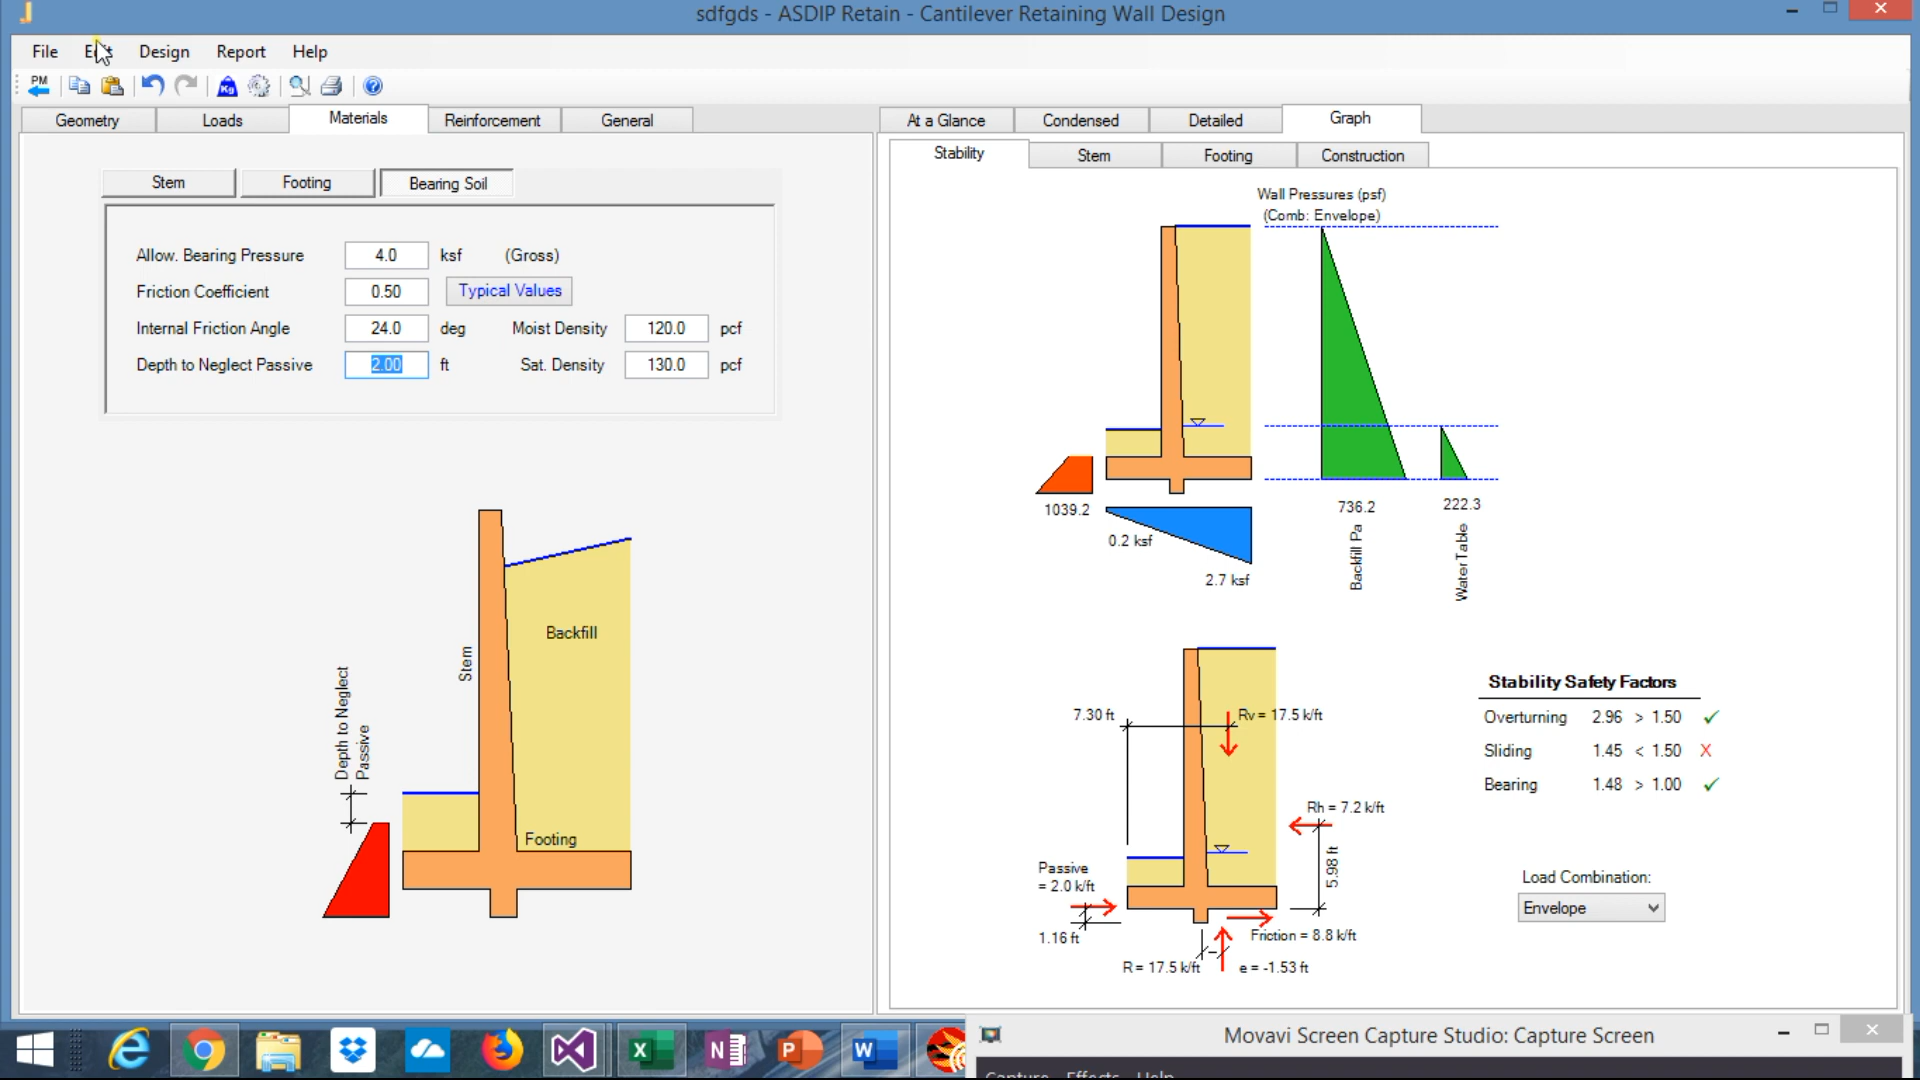 sdfgds - ASDIP Retain - Cantilever Retaining Wall Design
File Edit Design Report Help
PM
Kg
Geometry Loads Materials Reinforcement General
At a Glance Condensed Detailed Graph
Stability Stem Footing Construction
Stem Footing Bearing Soil
Allow. Bearing Pressure 4.0 ksf (Gross)
Friction Coefficient 0.50 Typical Values
Internal Friction Angle 24.0 deg Moist Density 120.0 pcf
Depth to Neglect Passive 2.00 ft Sat. Density 130.0 pcf
Backfill
Stem
Depth to Neglect
Passive
Footing
Wall Pressures (psf)
(Comb: Envelope)
1039.2
0.2 ksf
2.7 ksf
736.2
222.3
Backfill Pa
Water Table
7.30 ft
Rv = 17.5 k/ft
Rh = 7.2 k/ft
5.98 ft
Passive
= 2.0 k/ft
1.16 ft
Friction = 8.8 k/ft
R = 17.5 k/ft
e = -1.53 ft
Stability Safety Factors
Overturning 2.96 > 1.50 ✓
Sliding 1.45 < 1.50 X
Bearing 1.48 > 1.00 ✓
Load Combination:
Envelope
Movavi Screen Capture Studio: Capture Screen
Capture Effects Help